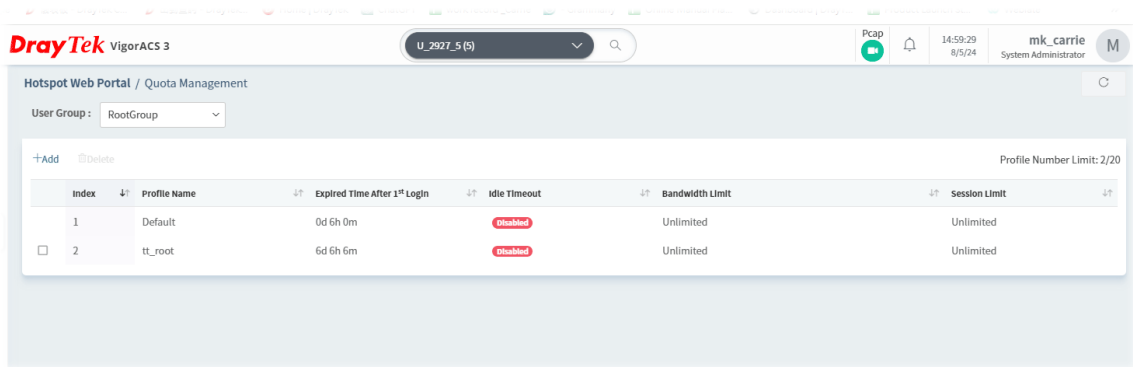 DrayTek VigorACS 3
U_2927_5 (5)
Pcap
14:59:29
8/5/24
mk_carrie
System Administrator
M
Hotspot Web Portal / Quota Management
User Group : RootGroup
+Add Delete
Profile Number Limit: 2/20
Index Profile Name Expired Time After 1st Login Idle Timeout Bandwidth Limit Session Limit
1 Default 0d 6h 0m Disabled Unlimited Unlimited
2 tt_root 6d 6h 6m Disabled Unlimited Unlimited